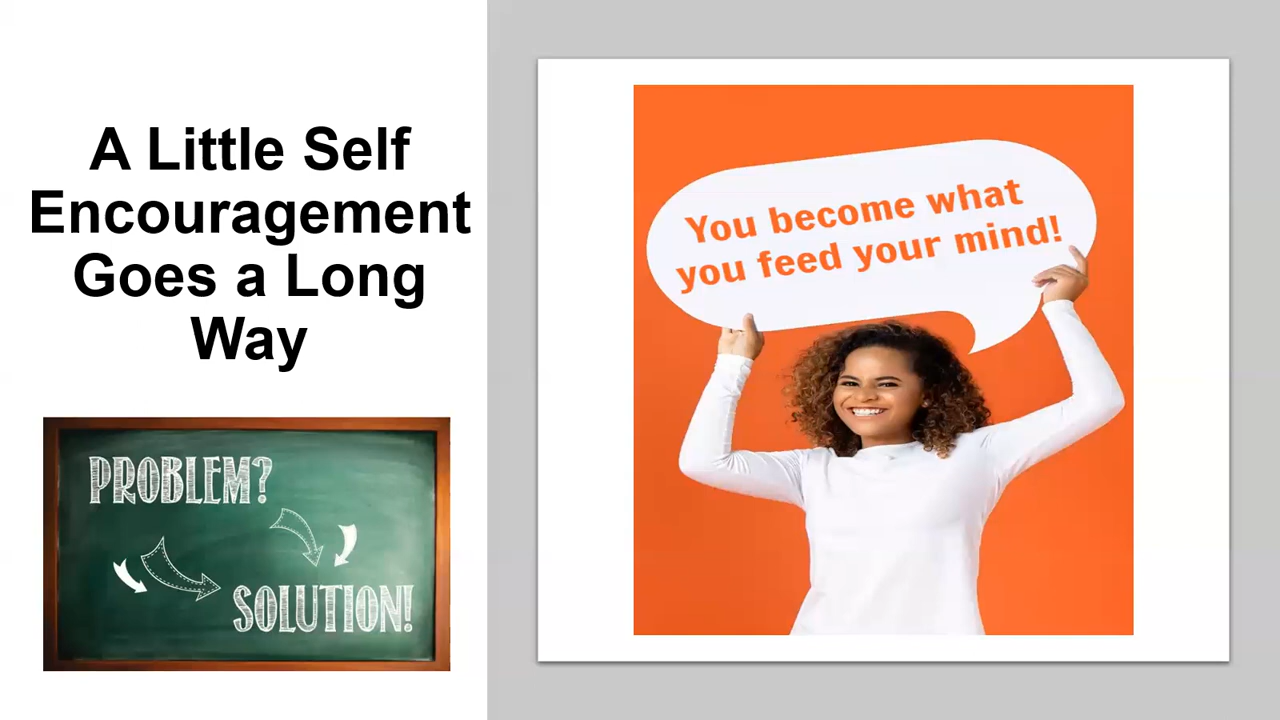 A Little Self
Encouragement
Goes a Long
Way
PROBLEM?
SOLUTION!
You become what
you feed your mind!